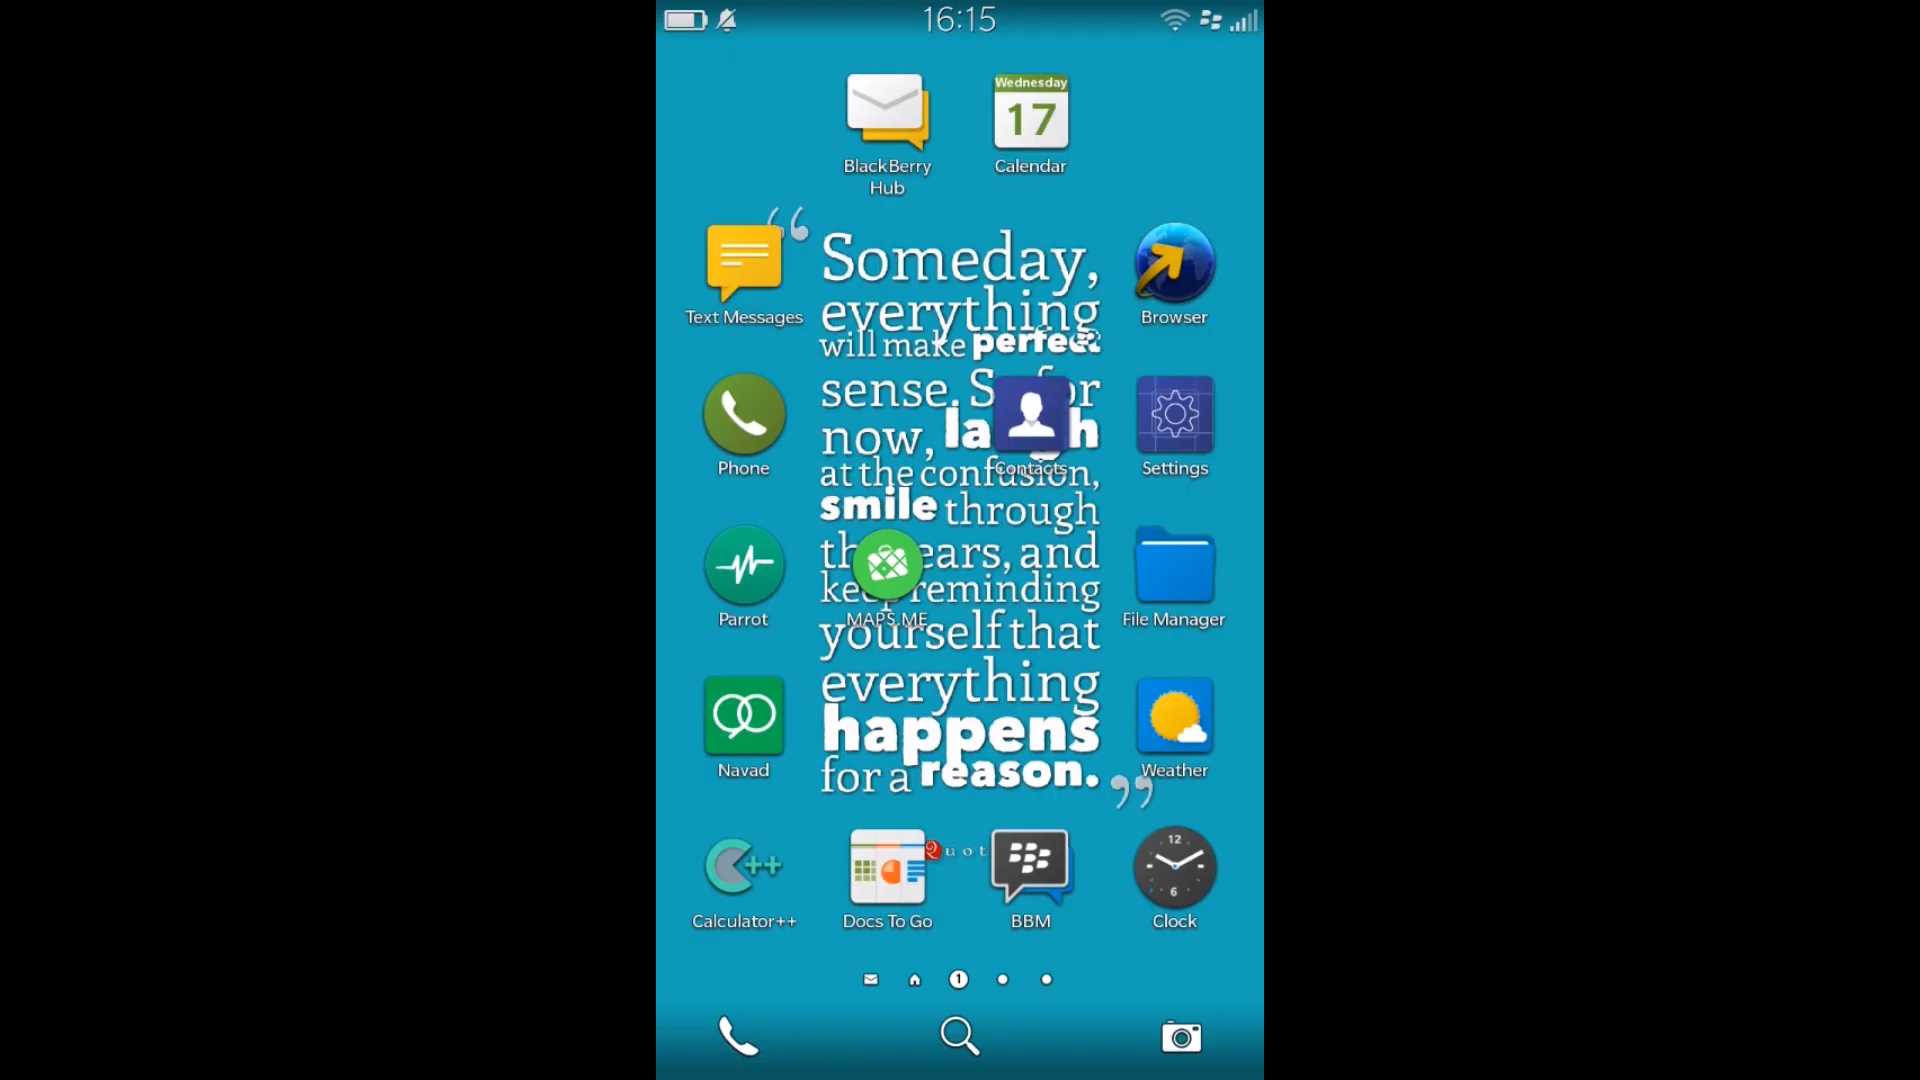 16:15
Wednesday
17
BlackBerry
Hub
Calendar
“ Someday,
everything
will make perfect
sense. So for
now, laugh
at the confusion,
smile through
the tears, and
keep reminding
yourself that
everything
happens
for a reason. ”
Text Messages
Browser
Phone
Contacts
Settings
Parrot
MAPS.ME
File Manager
Navad
Weather
Quot
12
6
++
Calculator++
Docs To Go
BBM
Clock
1